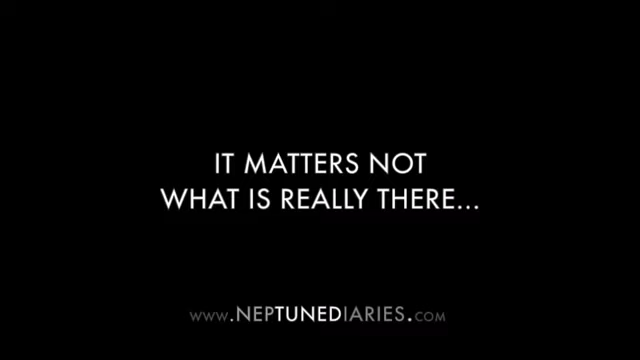 IT MATTERS NOT
WHAT IS REALLY THERE...
www.NEPTUNEDIARIES.COM